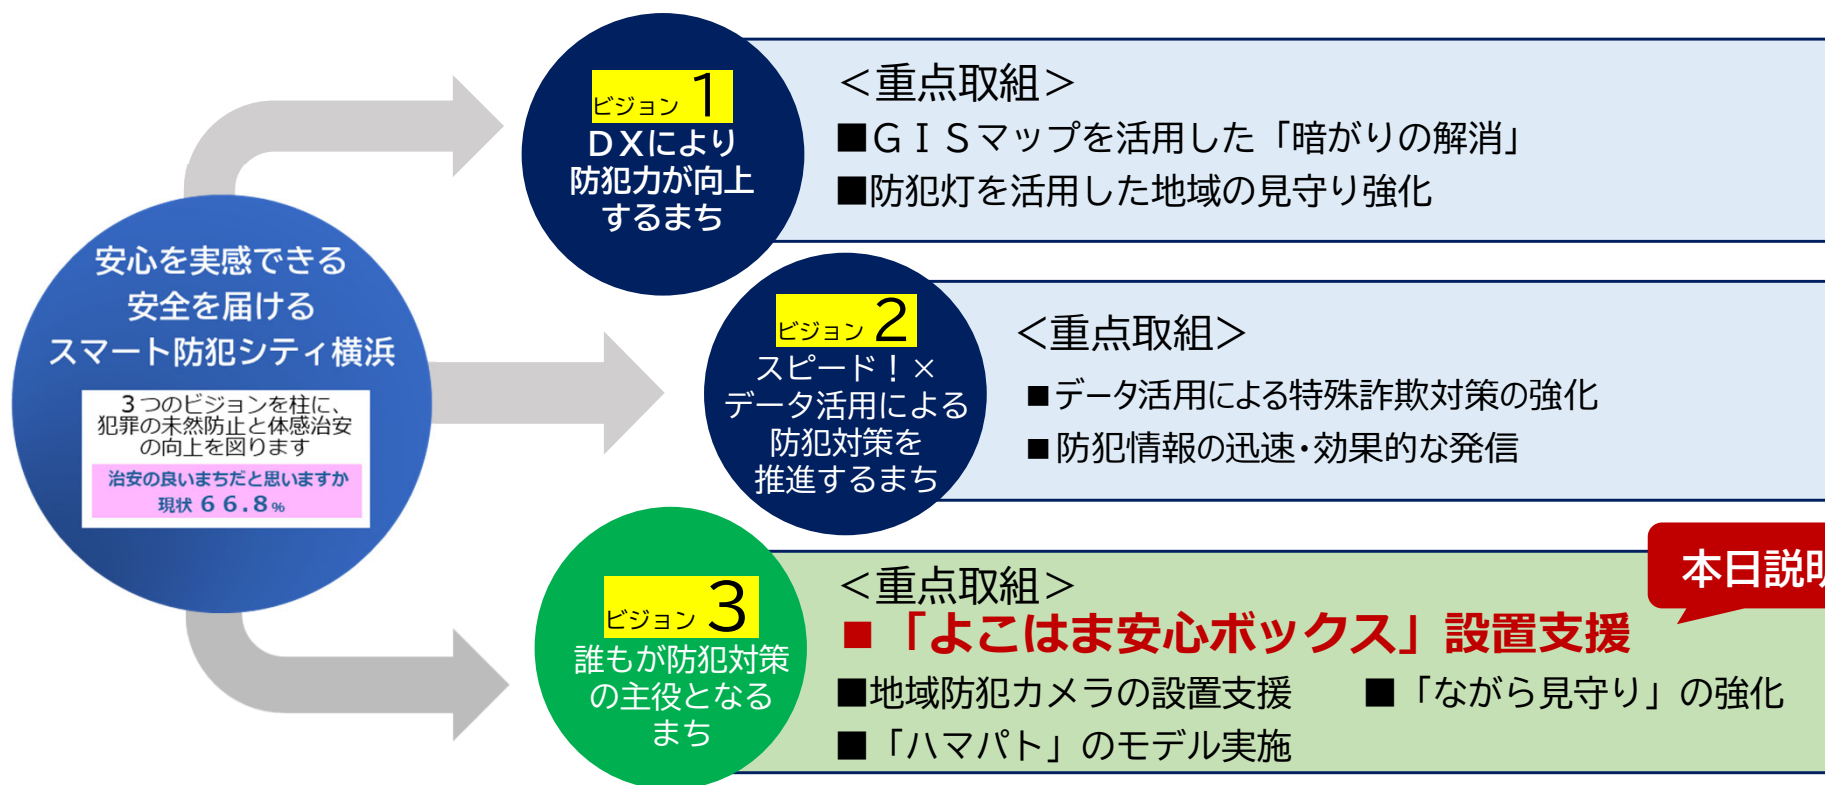 安心を実感できる
安全を届ける
スマート防犯シティ横浜
3つのビジョンを柱に、
犯罪の未然防止と体感治安
の向上を図ります
治安の良いまちだと思いますか
現状 66.8%
ビジョン 1
DXにより
防犯力が向上
するまち
＜重点取組＞
■GISマップを活用した「暗がりの解消」
■防犯灯を活用した地域の見守り強化
ビジョン 2
スピード！×
データ活用による
防犯対策を
推進するまち
＜重点取組＞
■データ活用による特殊詐欺対策の強化
■防犯情報の迅速・効果的な発信
ビジョン 3
誰もが防犯対策
の主役となる
まち
本日説明
＜重点取組＞
■「よこはま安心ボックス」設置支援
■地域防犯カメラの設置支援 ■「ながら見守り」の強化
■「ハマパト」のモデル実施